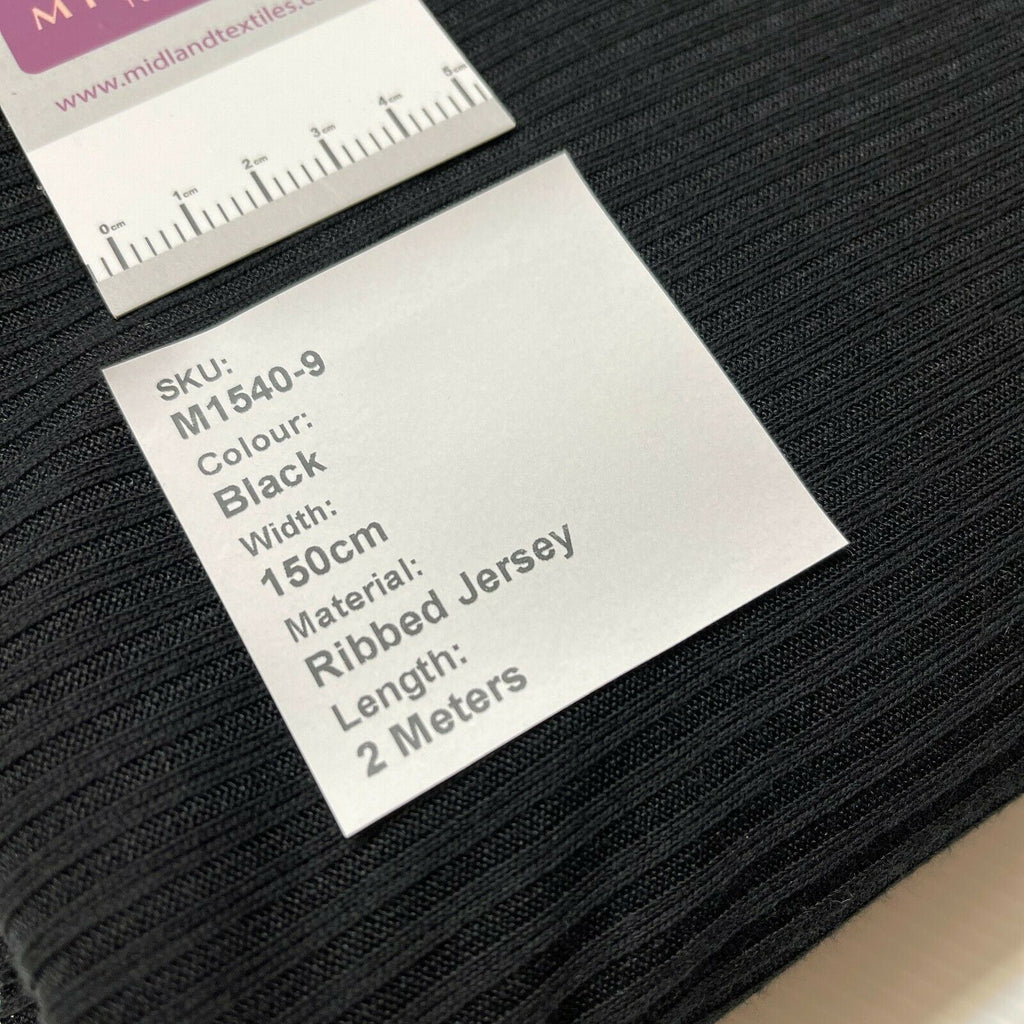 www.midlandtextiles.c
0cm 1cm 2cm 3cm 4cm 5cm
SKU:
M1540-9
Colour:
Black
Width:
150cm
Material:
Ribbed Jersey
Length:
2 Meters